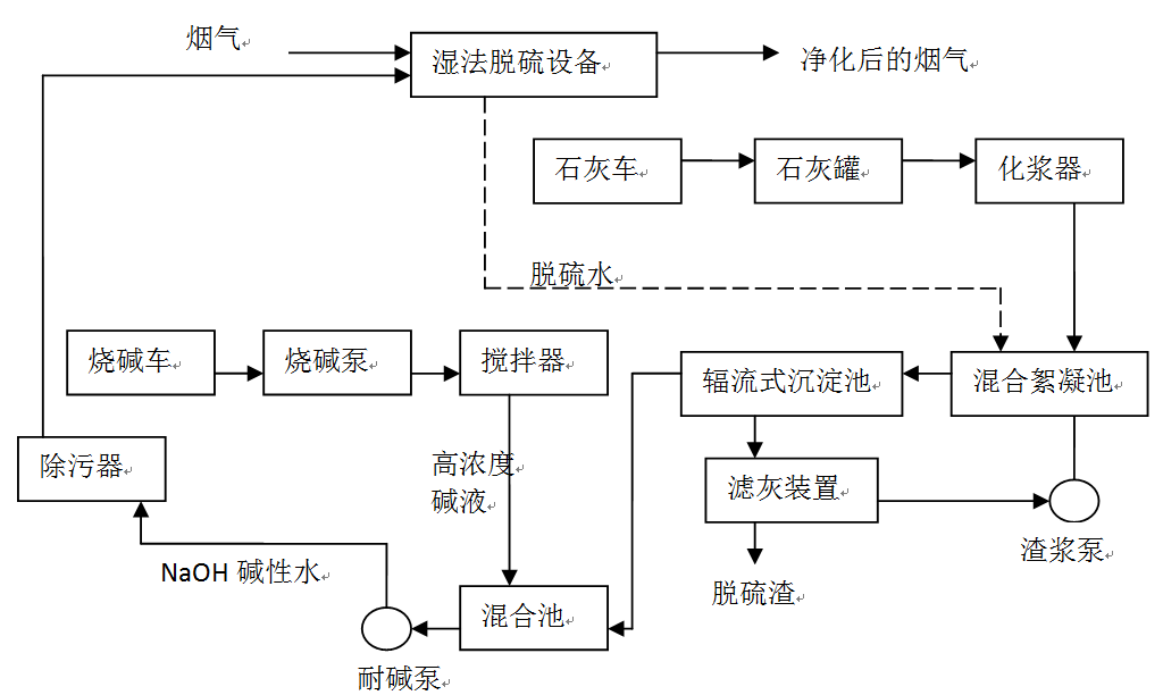 烟气
湿法脱硫设备
净化后的烟气
石灰车
石灰罐
化浆器
脱硫水
烧碱车
烧碱泵
搅拌器
辐流式沉淀池
混合絮凝池
除污器
高浓度
碱液
滤灰装置
渣浆泵
NaOH 碱性水
脱硫渣
混合池
耐碱泵